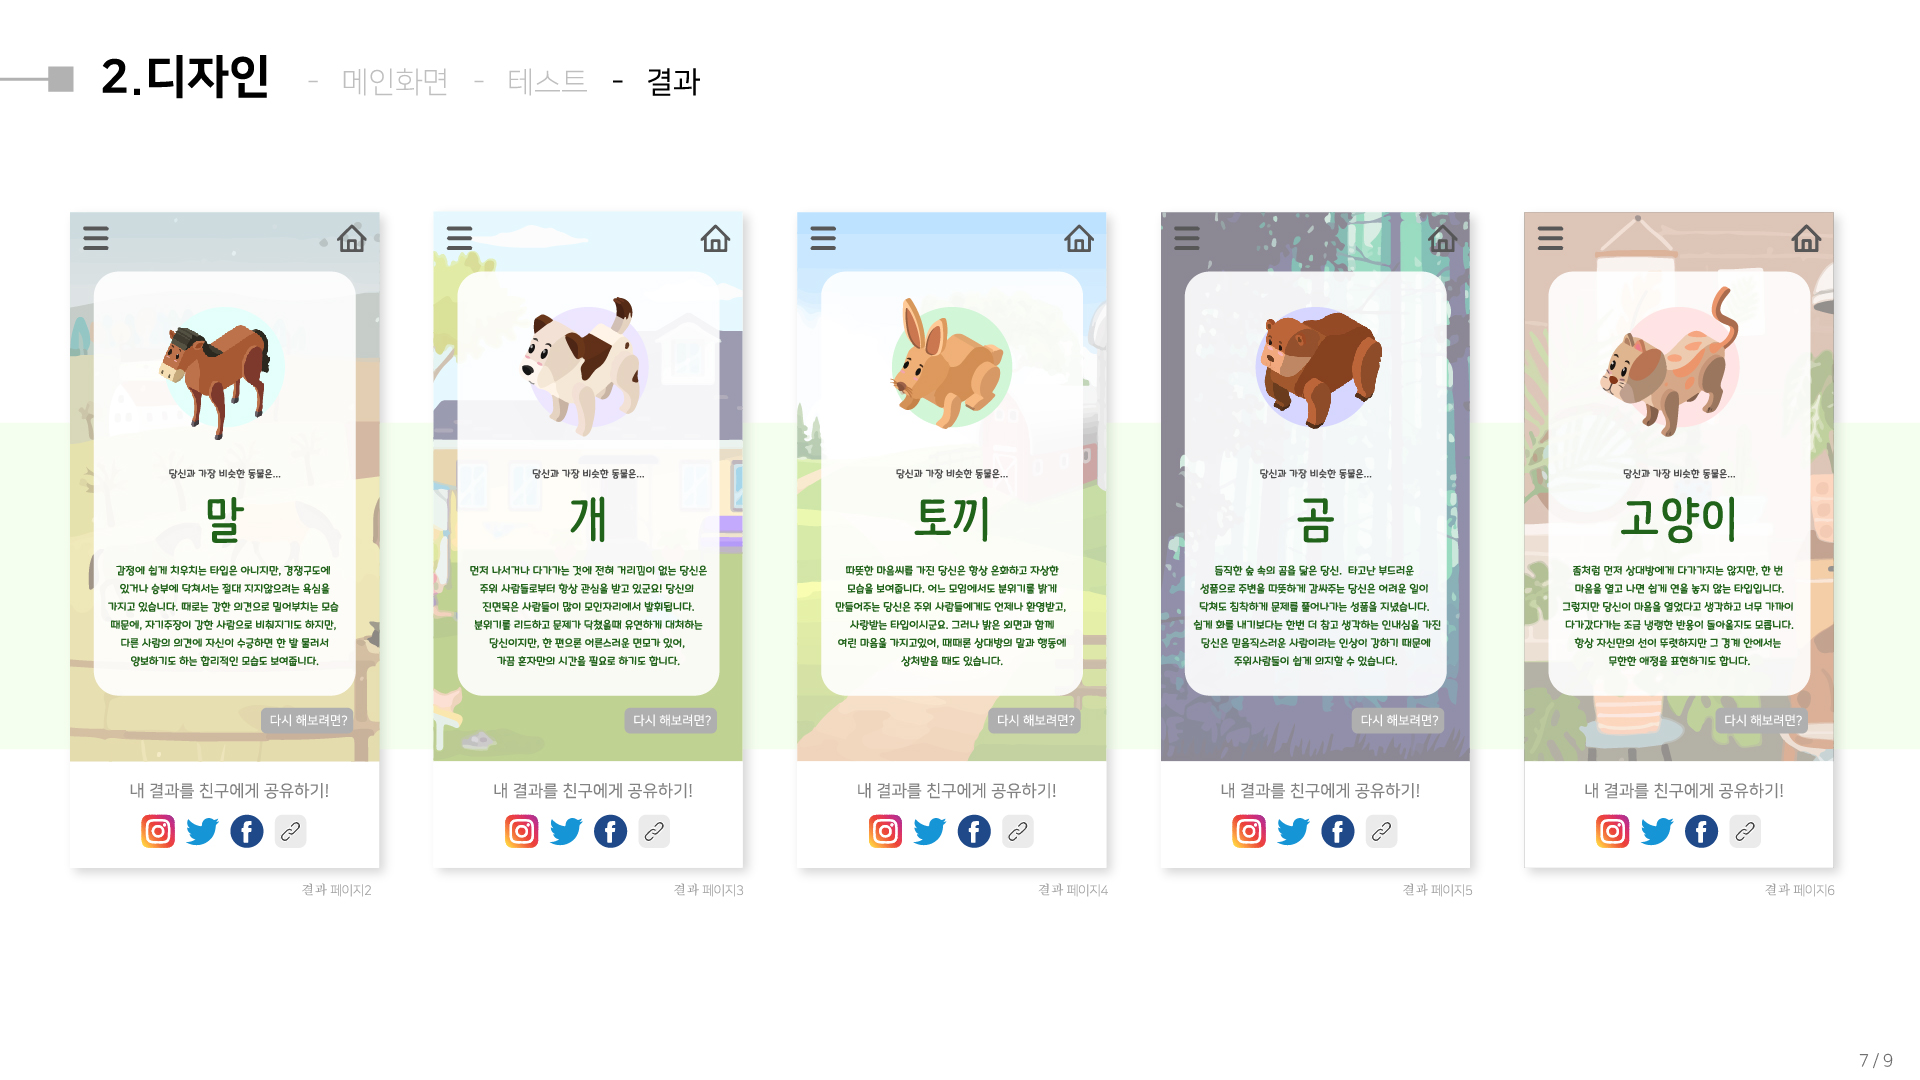 2.디자인 - 메인화면 - 테스트 - 결과
당신과 가장 비슷한 동물은...
말
감정에 쉽게 치우치는 타입은 아니지만, 경쟁구도에
있거나 승부에 닥쳐서는 절대 지지않으려는 욕심을
가지고 있습니다. 때로는 강한 의견으로 밀어부치는 모습
때문에, 자기주장이 강한 사람으로 비춰지기도 하지만,
다른 사람의 의견에 자신이 수긍하면 한 발 물러서
양보하기도 하는 합리적인 모습도 보여줍니다.
다시 해보려면?
내 결과를 친구에게 공유하기!
결과 페이지2
당신과 가장 비슷한 동물은...
개
먼저 나서거나 다가가는 것에 전혀 거리낌이 없는 당신은
주위 사람들로부터 항상 관심을 받고 있군요! 당신의
진면목은 사람들이 많이 모인자리에서 발휘됩니다.
분위기를 리드하고 문제가 닥쳤을때 유연하게 대처하는
당신이지만, 한 편으론 어른스러운 면모가 있어,
가끔 혼자만의 시간을 필요로 하기도 합니다.
다시 해보려면?
내 결과를 친구에게 공유하기!
결과 페이지3
당신과 가장 비슷한 동물은...
토끼
따뜻한 마음씨를 가진 당신은 항상 온화하고 자상한
모습을 보여줍니다. 어느 모임에서도 분위기를 밝게
만들어주는 당신은 주위 사람들에게도 언제나 환영받고,
사랑받는 타입이시군요. 그러나 밝은 외면과 함께
여린 마음을 가지고있어, 때때론 상대방의 말과 행동에
상처받을 때도 있습니다.
다시 해보려면?
내 결과를 친구에게 공유하기!
결과 페이지4
당신과 가장 비슷한 동물은...
곰
듬직한 숲 속의 곰을 닮은 당신. 타고난 부드러운
성품으로 주변을 따뜻하게 감싸주는 당신은 어려운 일이
닥쳐도 침착하게 문제를 풀어나가는 성품을 지녔습니다.
쉽게 화를 내기보다는 한번 더 참고 생각하는 인내심을 가진
당신은 믿음직스러운 사람이라는 인상이 강하기 때문에
주위사람들이 쉽게 의지할 수 있습니다.
다시 해보려면?
내 결과를 친구에게 공유하기!
결과 페이지5
당신과 가장 비슷한 동물은...
고양이
좀처럼 먼저 상대방에게 다가가지는 않지만, 한 번
마음을 열고 나면 쉽게 연을 놓지 않는 타입입니다.
그렇지만 당신이 마음을 열었다고 생각하고 너무 가까이
다가갔다가는 조금 냉랭한 반응이 돌아올지도 모릅니다.
항상 자신만의 선이 뚜렷하지만 그 경계 안에서는
무한한 애정을 표현하기도 합니다.
다시 해보려면?
내 결과를 친구에게 공유하기!
결과 페이지6
7 / 9